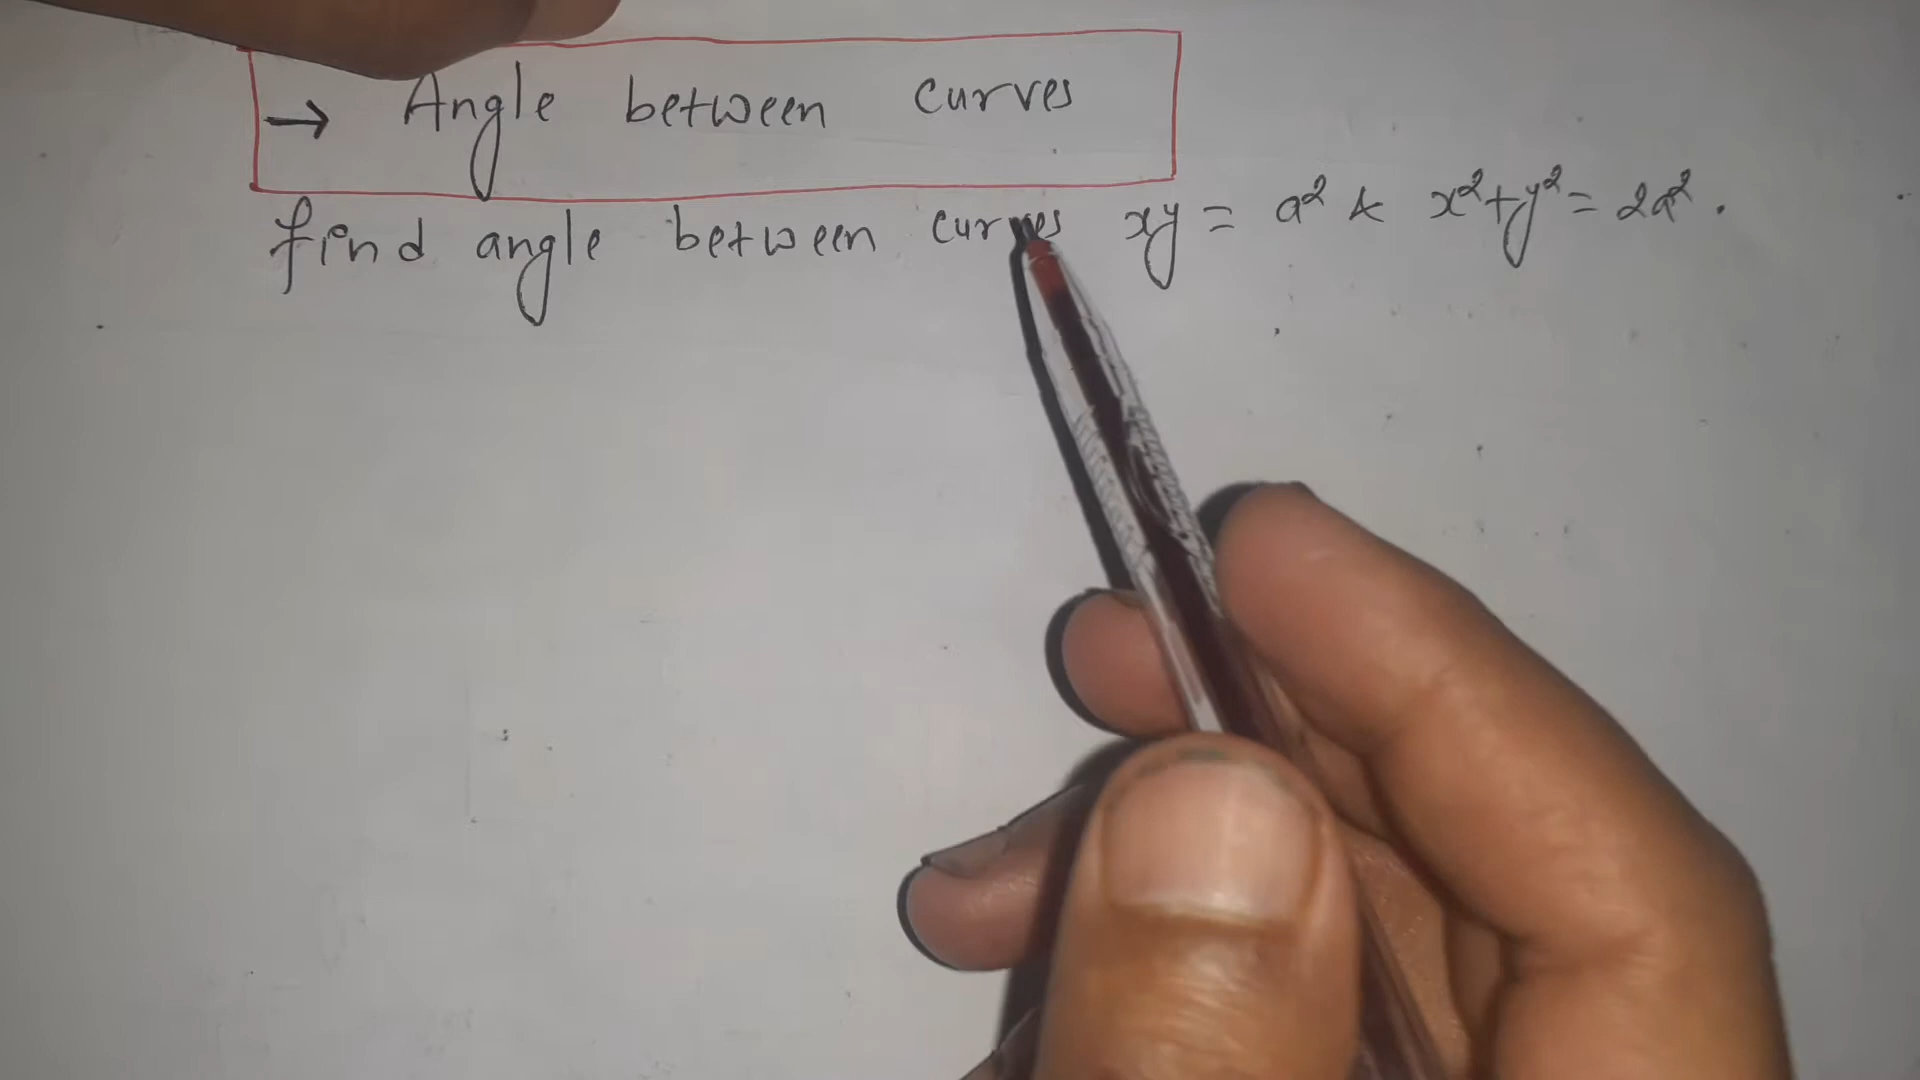 → Angle between curves
find angle between curves xy = a² & x²+y² = 2a².